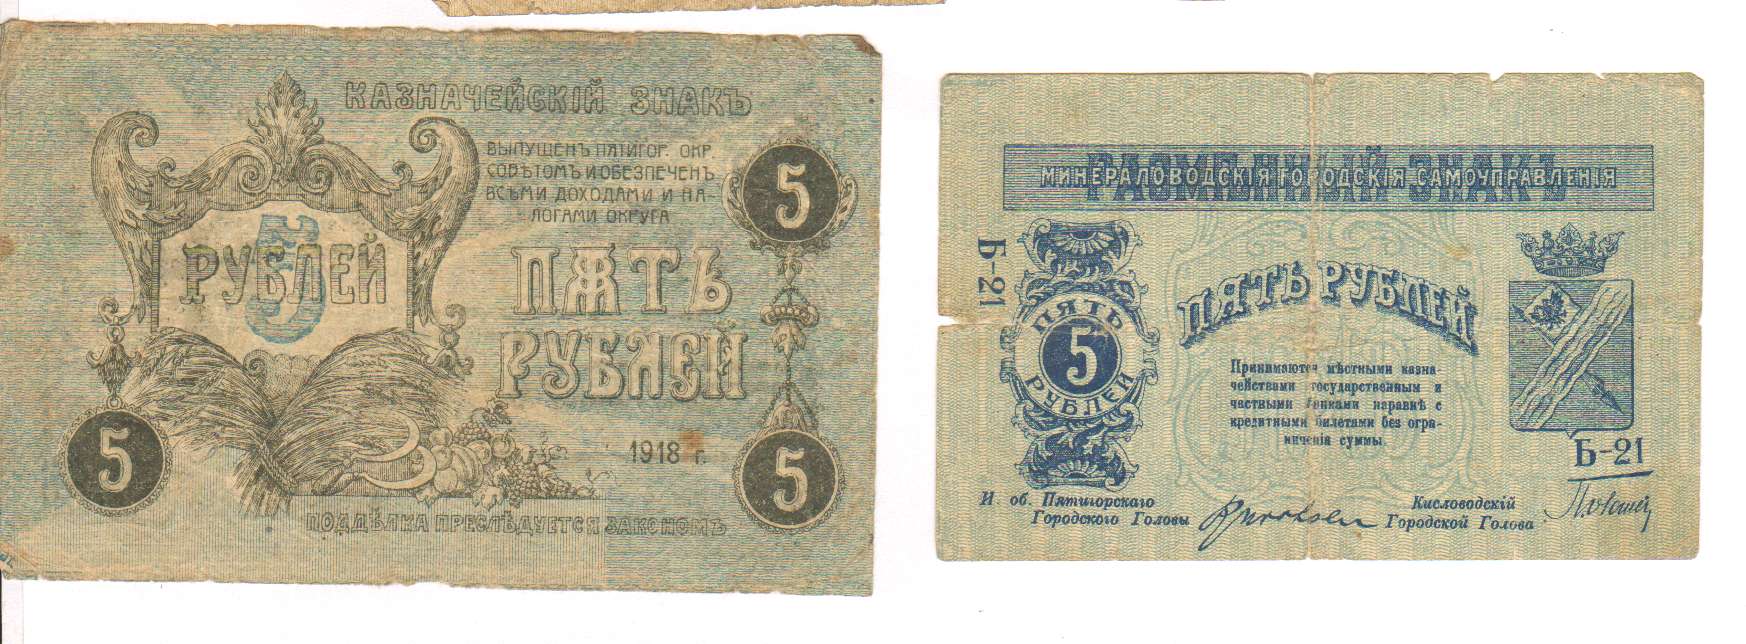 КАЗНАЧЕЙСКІЙ ЗНАКЪ
ВЫПУЩЕНЪ ПЯТИГОР. ОКР.
СОВѢТОМЪ И ОБЕЗПЕЧЕНЪ
ВСѢМИ ДОХОДАМИ И НА-
ЛОГАМИ ОКРУГА
5
5
РУБЛЕЙ
ПЯТЬ
РУБЛЕЙ
1918 г.
5
5
ПОДДѢЛКА ПРЕСЛѢДУЕТСЯ ЗАКОНОМЪ
РАЗМѢННЫЙ ЗНАКЪ
МИНЕРАЛОВОДСКІЯ ГОРОДСКІЯ САМОУПРАВЛЕНІЯ
Б-21
ПЯТЬ
5
РУБЛЕЙ
ПЯТЬ РУБЛЕЙ
Принимаются мѣстными казна-
чействами государственным и
частными банками наравнѣ с
кредитными билетами без огра-
ниченія суммы.
Б-21
И об. Пятигорскаго
Городского Головы
Кисловодскій
Городской Голова